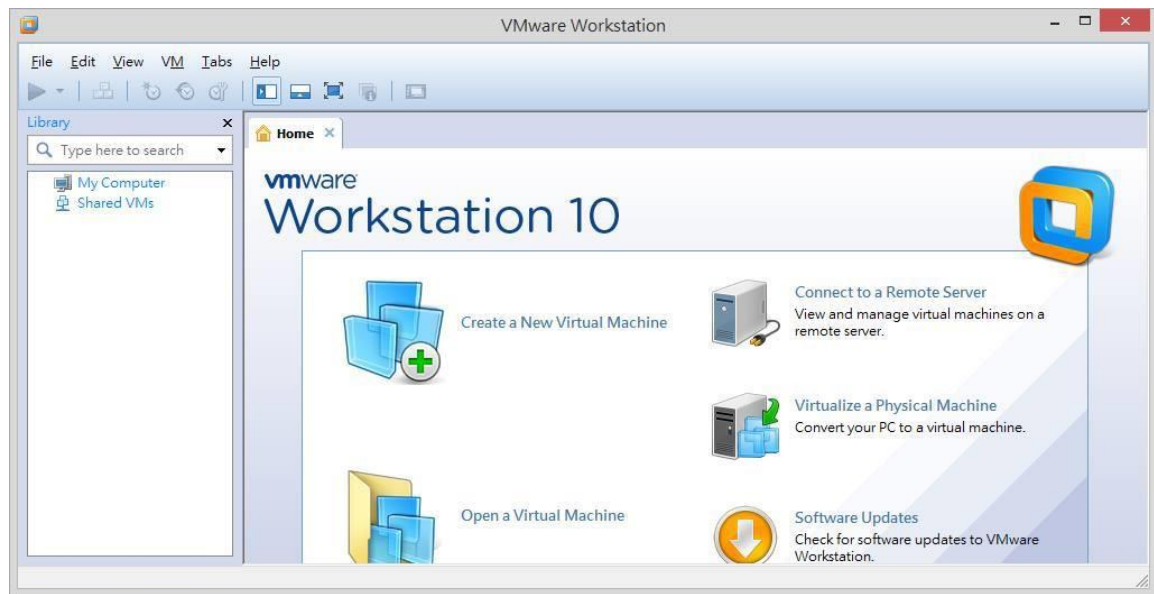 VMware Workstation
File Edit View VM Tabs Help
Library
Type here to search
My Computer
Shared VMs
Home
vmware
Workstation 10
Create a New Virtual Machine
Open a Virtual Machine
Connect to a Remote Server
View and manage virtual machines on a
remote server.
Virtualize a Physical Machine
Convert your PC to a virtual machine.
Software Updates
Check for software updates to VMware
Workstation.